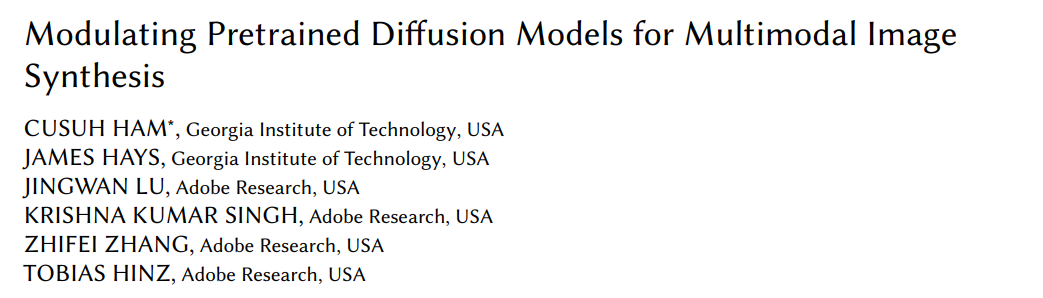 Modulating Pretrained Diffusion Models for Multimodal Image
Synthesis
CUSUH HAM*, Georgia Institute of Technology, USA
JAMES HAYS, Georgia Institute of Technology, USA
JINGWAN LU, Adobe Research, USA
KRISHNA KUMAR SINGH, Adobe Research, USA
ZHIFEI ZHANG, Adobe Research, USA
TOBIAS HINZ, Adobe Research, USA